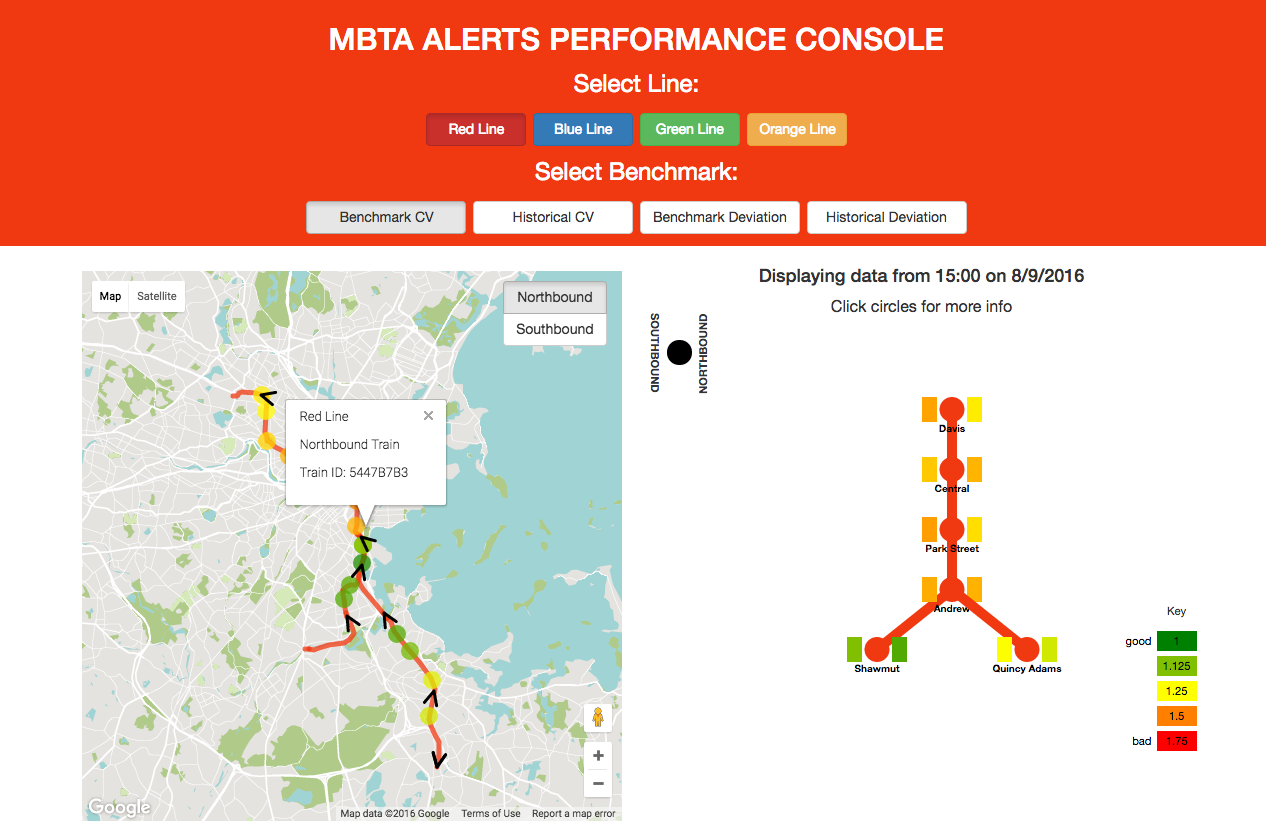 MBTA ALERTS PERFORMANCE CONSOLE
Select Line:
Red Line Blue Line Green Line Orange Line
Select Benchmark:
Benchmark CV Historical CV Benchmark Deviation Historical Deviation
Map Satellite
Northbound
Southbound
Red Line ×
Northbound Train
Train ID: 5447B7B3
+
−
Google
Map data ©2016 Google Terms of Use Report a map error
Displaying data from 15:00 on 8/9/2016
Click circles for more info
SOUTHBOUND
NORTHBOUND
Davis
Central
Park Street
Andrew
Shawmut
Quincy Adams
Key
good 1
1.125
1.25
1.5
bad 1.75